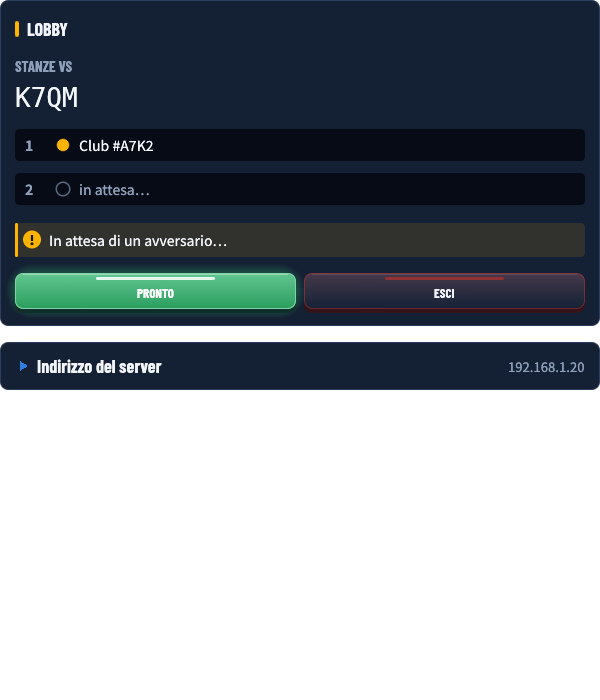 LOBBY
STANZE VS
K7QM
1 Club #A7K2
2 in attesa…
! In attesa di un avversario…
PRONTO ESCI
Indirizzo del server 192.168.1.20